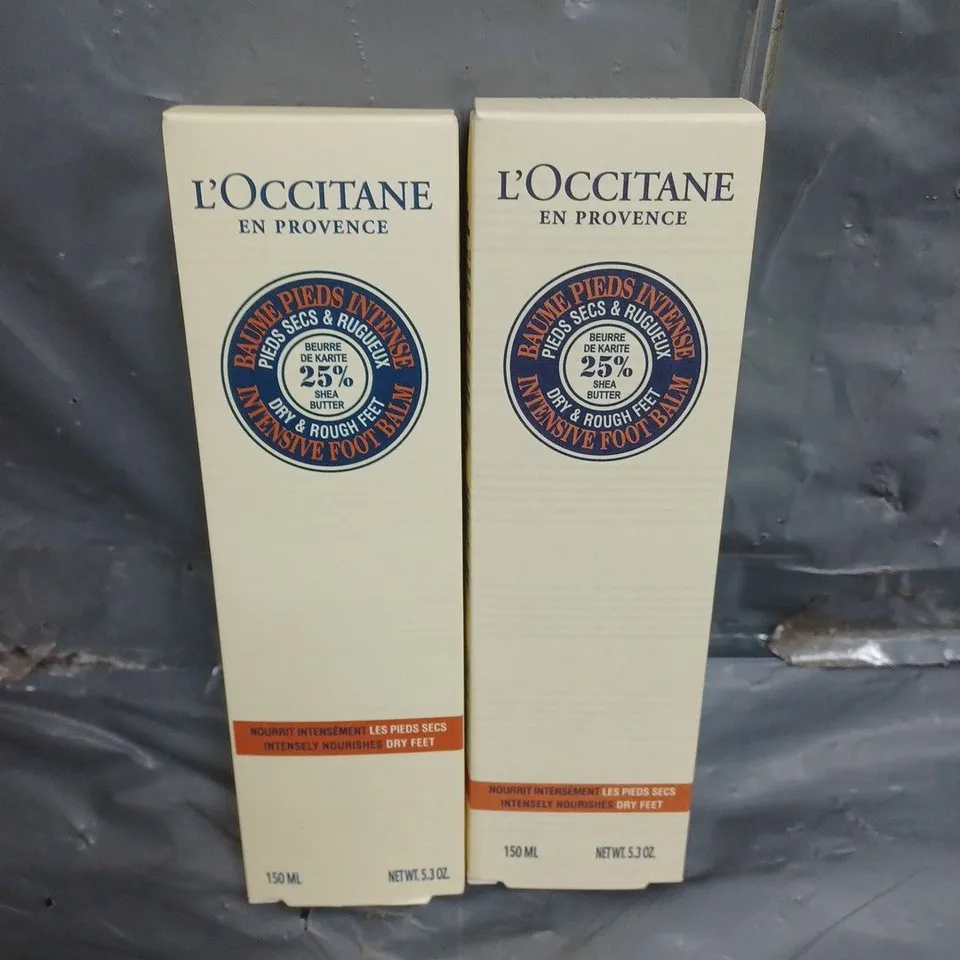 L'OCCITANE
EN PROVENCE
BAUME PIEDS INTENSE
PIEDS SECS & RUGUEUX
BEURRE
DE KARITE
25%
SHEA
BUTTER
DRY & ROUGH FEET
INTENSIVE FOOT BALM
NOURRIT INTENSÉMENT LES PIEDS SECS
INTENSELY NOURISHES DRY FEET
150 ML NET WT. 5.3 OZ.
L'OCCITANE
EN PROVENCE
BAUME PIEDS INTENSE
PIEDS SECS & RUGUEUX
BEURRE
DE KARITE
25%
SHEA
BUTTER
DRY & ROUGH FEET
INTENSIVE FOOT BALM
NOURRIT INTENSÉMENT LES PIEDS SECS
INTENSELY NOURISHES DRY FEET
150 ML NET WT. 5.3 OZ.